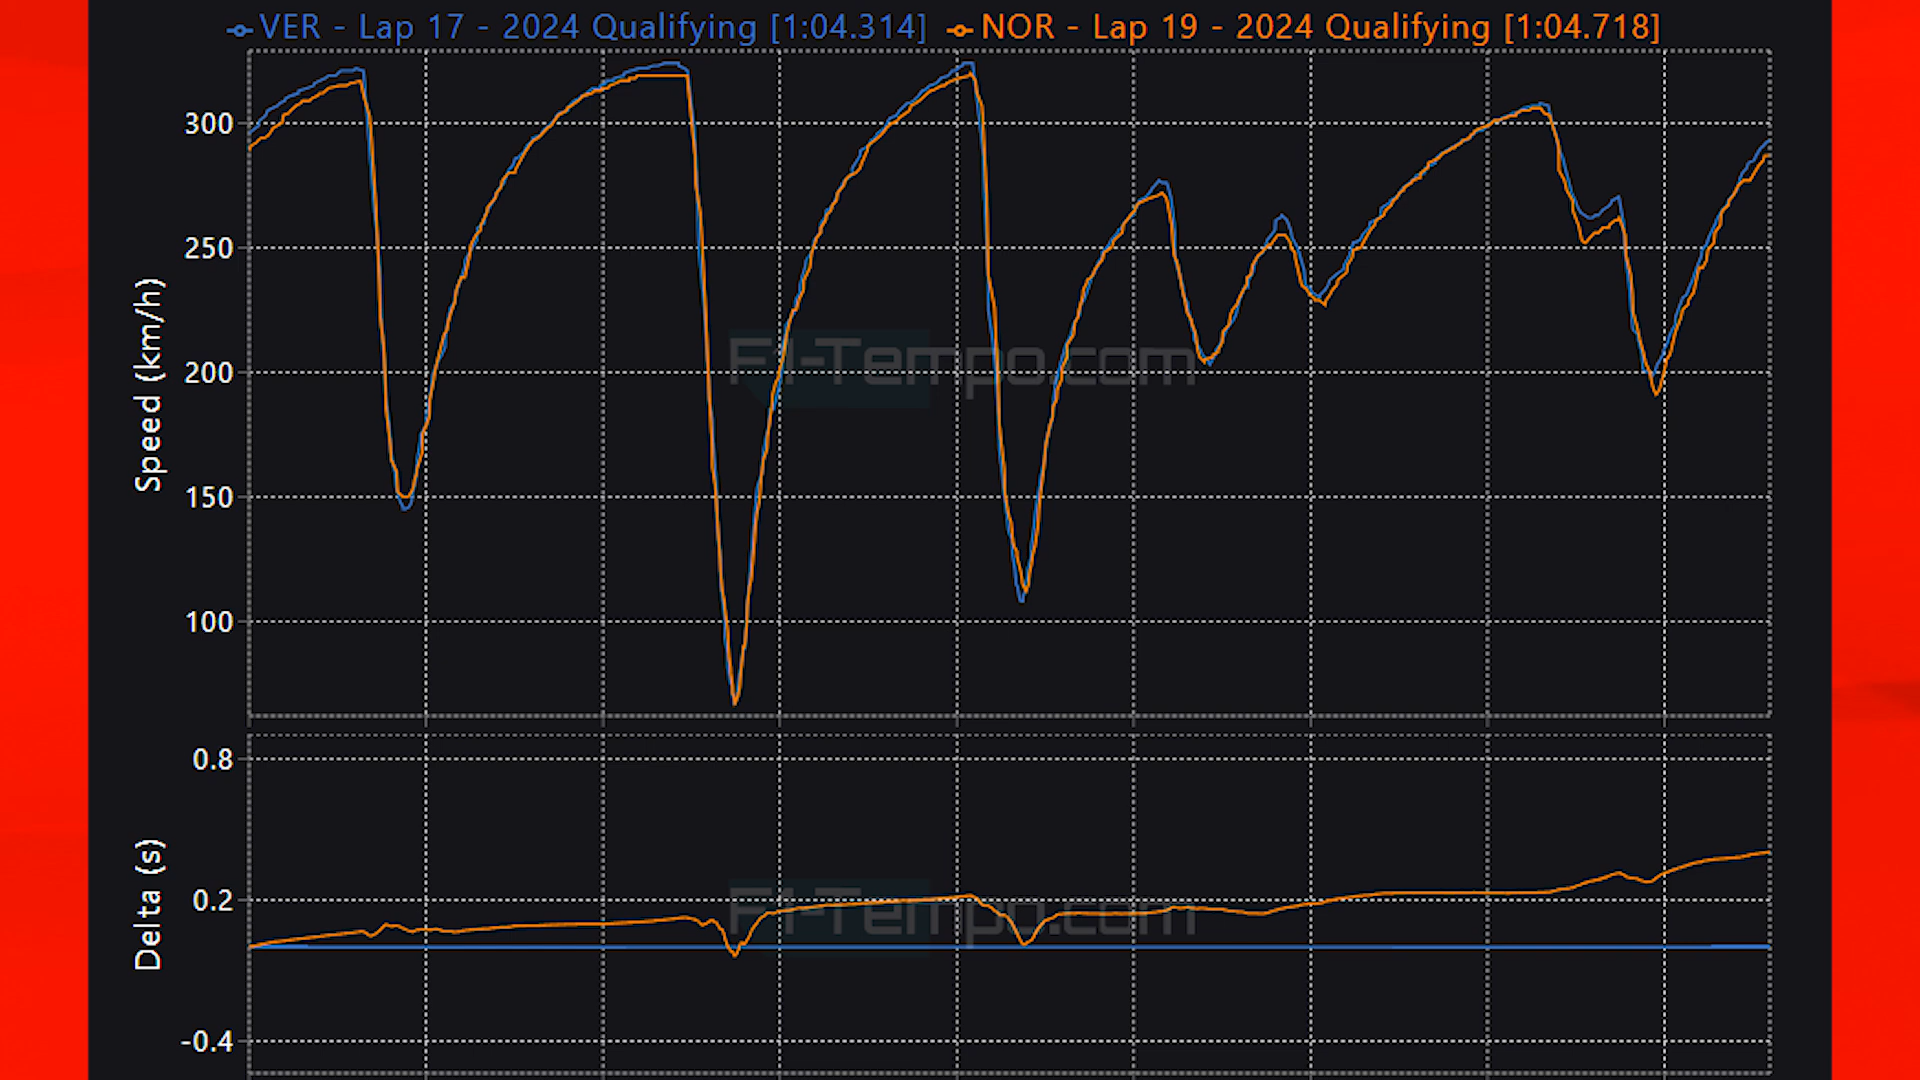 VER - Lap 17 - 2024 Qualifying [1:04.314] NOR - Lap 19 - 2024 Qualifying [1:04.718]
300
250
200
150
100
Speed (km/h)
F1-Tempo.com
0.8
0.2
-0.4
Delta (s)
F1-Tempo.com